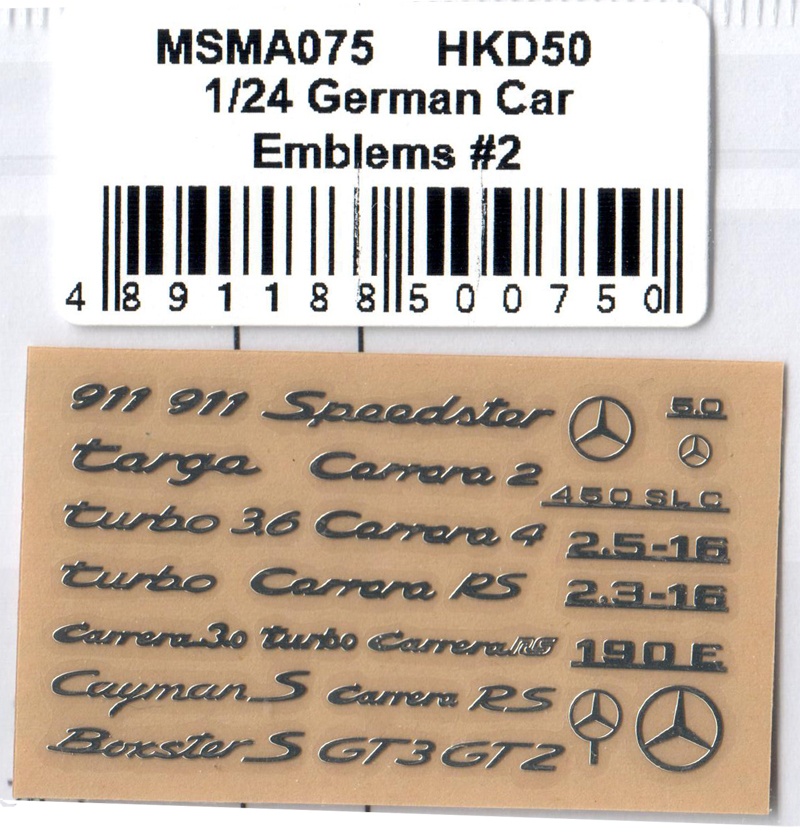 MSMA075 HKD50
1/24 German Car
Emblems #2
4 891188 500750
911 911 Speedster
5.0
targa Carrera 2
450 SLC
turbo 3.6 Carrera 4
2.5-16
turbo Carrera RS
2.3-16
Carrera 3.0 turbo Carrera RS
190 E
Cayman S Carrera RS
Boxster S GT3 GT2